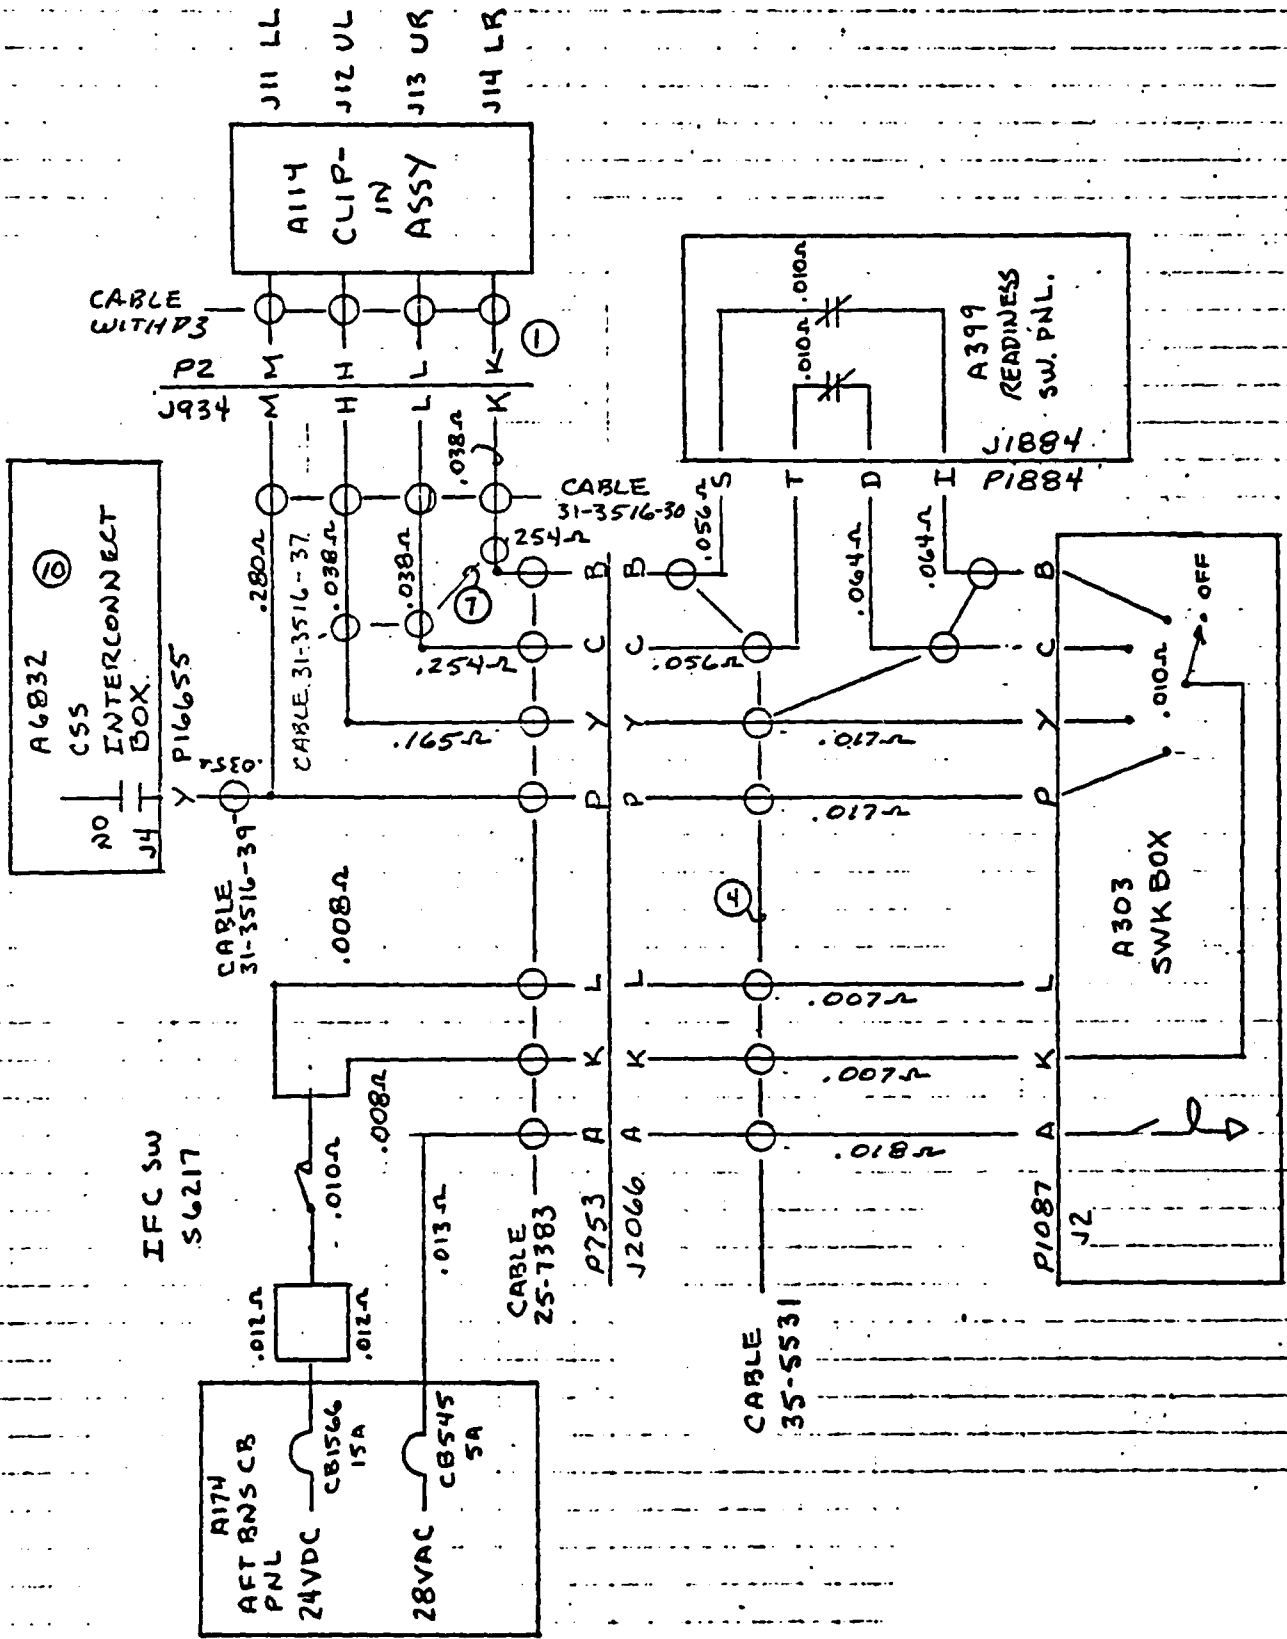 A174
AFT BNS CB
PNL
24VDC
CB1566
15A
28VAC
CB545
5A
.012Ω
.012Ω
IFC SW
S6217
.010Ω
.008Ω
.008Ω
.013Ω
CABLE
25-7383
P753
J2066
A6832
CSS
INTERCONNECT
BOX
10
NO
J4
Y P16655
.035Ω
CABLE
31-3516-39
CABLE 31-3516-37
.280Ω
.038Ω
.038Ω
.038Ω
CABLE
WITH P3
P2
J934
M H L K
M H L K
1
A1114
CLIP-
IN
ASSY
J11 LL
J12 UL
J13 UR
J14 LR
CABLE
31-3516-30
7
.254Ω
.254Ω
.165Ω
A K L P Y C B
A K L P Y C B
.056Ω
.056Ω
S T D I
J1884
P1884
A399
READINESS
SW. PNL.
.010Ω
.010Ω
.064Ω
.064Ω
.017Ω
.017Ω
.007Ω
.007Ω
.018Ω
CABLE
35-5531
P1087
J2
A K L P Y C B
A303
SWK BOX
.010Ω
OFF